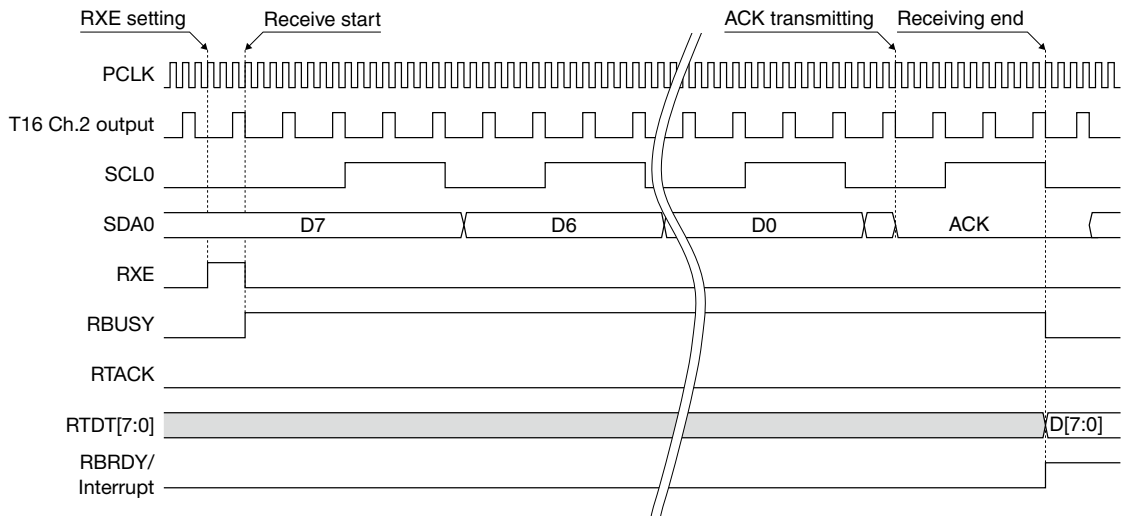 RXE setting
Receive start
ACK transmitting
Receiving end
PCLK
T16 Ch.2 output
SCL0
SDA0
D7
D6
D0
ACK
RXE
RBUSY
RTACK
RTDT[7:0]
D[7:0]
RBRDY/
Interrupt